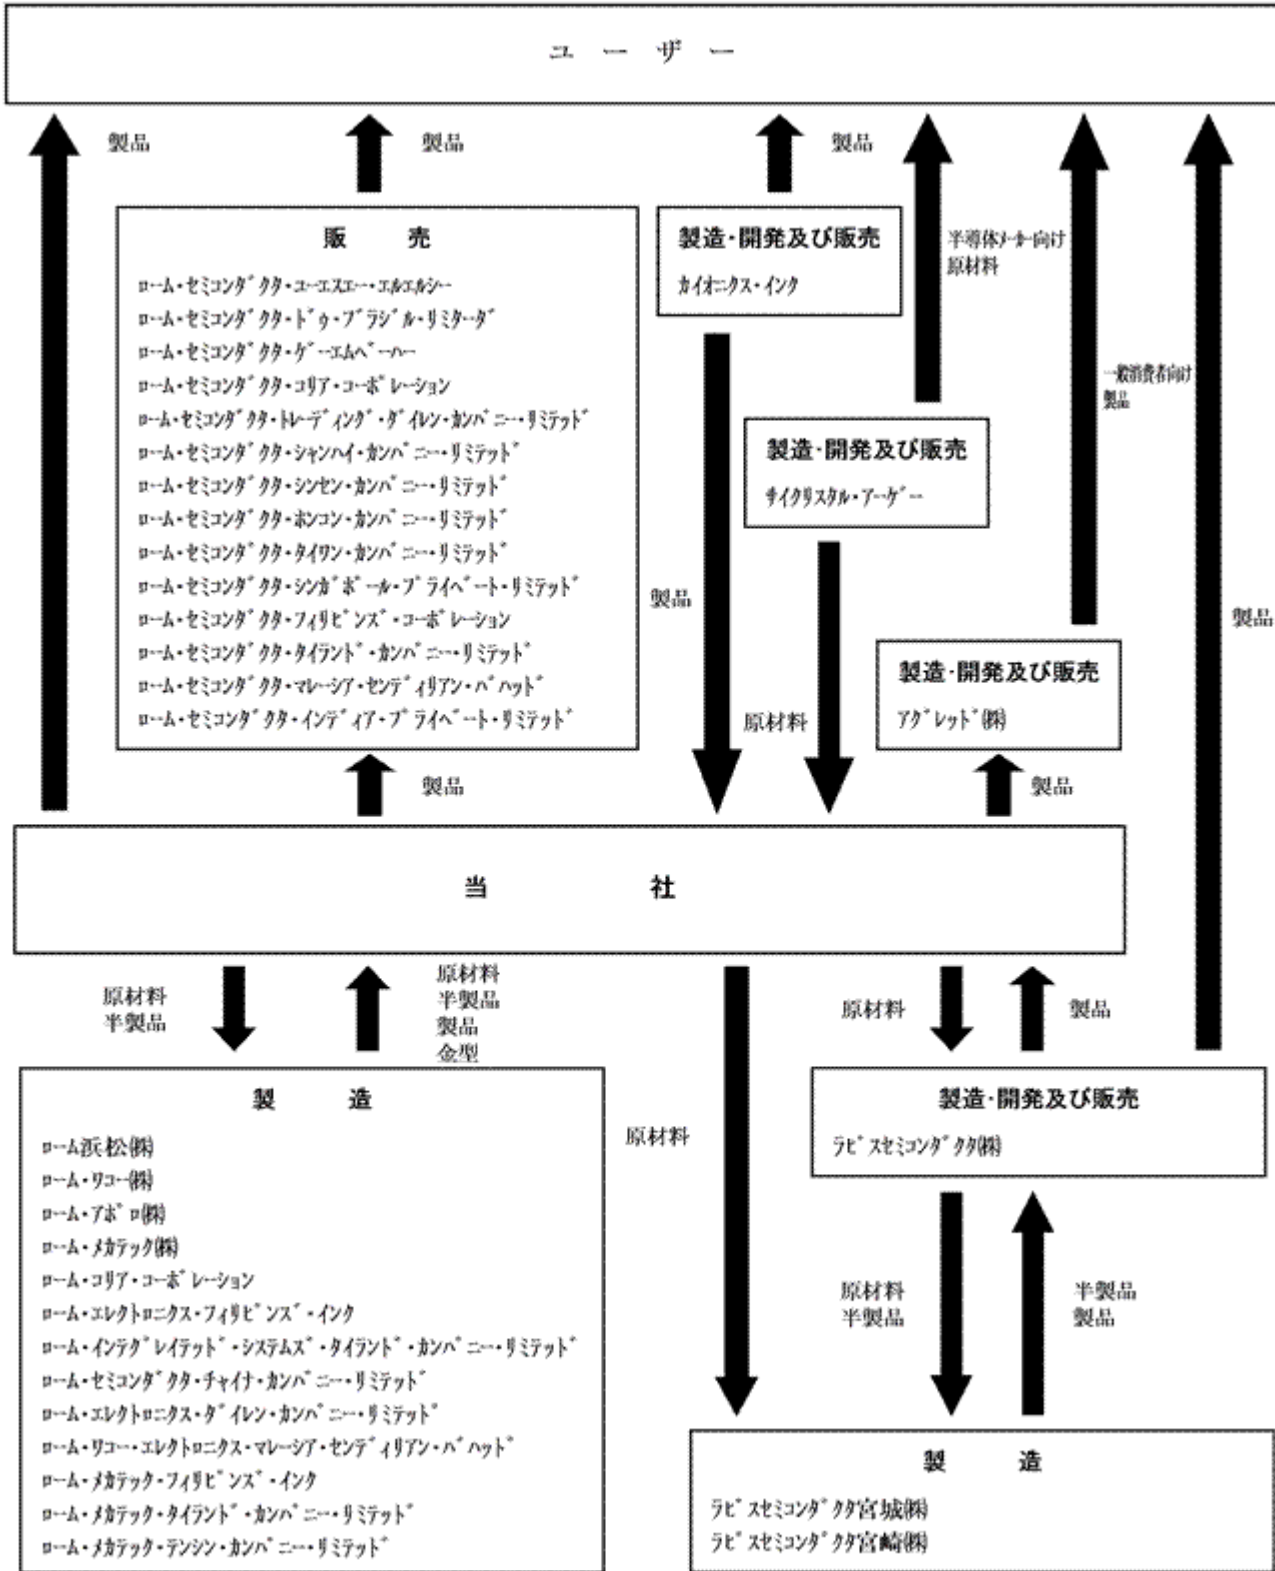 ユーザー
製品
製品
製品
販売
ﾛｰﾑ･ｾﾐｺﾝﾀﾞｸﾀ･ﾕｰｴｽｴｰ･ｴﾙｴﾙｼｰ
ﾛｰﾑ･ｾﾐｺﾝﾀﾞｸﾀ･ﾄﾞｩ･ﾌﾞﾗｼﾞﾙ･ﾘﾐﾀｰﾀﾞ
ﾛｰﾑ･ｾﾐｺﾝﾀﾞｸﾀ･ｹﾞｰｴﾑﾍﾞｰﾊｰ
ﾛｰﾑ･ｾﾐｺﾝﾀﾞｸﾀ･ｺﾘｱ･ｺｰﾎﾟﾚｰｼｮﾝ
ﾛｰﾑ･ｾﾐｺﾝﾀﾞｸﾀ･ﾄﾚｰﾃﾞｨﾝｸﾞ･ﾀﾞｲﾚﾝ･ｶﾝﾊﾟﾆｰ･ﾘﾐﾃｯﾄﾞ
ﾛｰﾑ･ｾﾐｺﾝﾀﾞｸﾀ･ｼｬﾝﾊｲ･ｶﾝﾊﾟﾆｰ･ﾘﾐﾃｯﾄﾞ
ﾛｰﾑ･ｾﾐｺﾝﾀﾞｸﾀ･ｼﾝｾﾝ･ｶﾝﾊﾟﾆｰ･ﾘﾐﾃｯﾄﾞ
ﾛｰﾑ･ｾﾐｺﾝﾀﾞｸﾀ･ﾎﾝｺﾝ･ｶﾝﾊﾟﾆｰ･ﾘﾐﾃｯﾄﾞ
ﾛｰﾑ･ｾﾐｺﾝﾀﾞｸﾀ･ﾀｲﾜﾝ･ｶﾝﾊﾟﾆｰ･ﾘﾐﾃｯﾄﾞ
ﾛｰﾑ･ｾﾐｺﾝﾀﾞｸﾀ･ｼﾝｶﾞﾎﾟｰﾙ･ﾌﾟﾗｲﾍﾞｰﾄ･ﾘﾐﾃｯﾄﾞ
ﾛｰﾑ･ｾﾐｺﾝﾀﾞｸﾀ･ﾌｨﾘﾋﾟﾝｽﾞ･ｺｰﾎﾟﾚｰｼｮﾝ
ﾛｰﾑ･ｾﾐｺﾝﾀﾞｸﾀ･ﾀｲﾗﾝﾄﾞ･ｶﾝﾊﾟﾆｰ･ﾘﾐﾃｯﾄﾞ
ﾛｰﾑ･ｾﾐｺﾝﾀﾞｸﾀ･ﾏﾚｰｼｱ･ｾﾝﾃﾞｨﾘｱﾝ･ﾊﾞﾊｯﾄﾞ
ﾛｰﾑ･ｾﾐｺﾝﾀﾞｸﾀ･ｲﾝﾃﾞｨｱ･ﾌﾟﾗｲﾍﾞｰﾄ･ﾘﾐﾃｯﾄﾞ
製造･開発及び販売
ｶｲｵﾆｸｽ･ｲﾝｸ
半導体ﾒｰｶｰ向け
原材料
一般消費者向け
製品
製造･開発及び販売
ｻｲｸﾘｽﾀﾙ･ｱｰｹﾞｰ
製品
製品
製造･開発及び販売
ｱｸﾞﾚｯﾄﾞ㈱
原材料
製品
製品
当社
原材料
半製品
原材料
半製品
製品
金型
原材料
製品
製造
ﾛｰﾑ浜松㈱
ﾛｰﾑ･ﾜｺｰ㈱
ﾛｰﾑ･ｱﾎﾟﾛ㈱
ﾛｰﾑ･ﾒｶﾃｯｸ㈱
ﾛｰﾑ･ｺﾘｱ･ｺｰﾎﾟﾚｰｼｮﾝ
ﾛｰﾑ･ｴﾚｸﾄﾛﾆｸｽ･ﾌｨﾘﾋﾟﾝｽﾞ･ｲﾝｸ
ﾛｰﾑ･ｲﾝﾃｸﾞﾚｲﾃｯﾄﾞ･ｼｽﾃﾑｽﾞ･ﾀｲﾗﾝﾄﾞ･ｶﾝﾊﾟﾆｰ･ﾘﾐﾃｯﾄﾞ
ﾛｰﾑ･ｾﾐｺﾝﾀﾞｸﾀ･ﾁｬｲﾅ･ｶﾝﾊﾟﾆｰ･ﾘﾐﾃｯﾄﾞ
ﾛｰﾑ･ｴﾚｸﾄﾛﾆｸｽ･ﾀﾞｲﾚﾝ･ｶﾝﾊﾟﾆｰ･ﾘﾐﾃｯﾄﾞ
ﾛｰﾑ･ﾜｺｰ･ｴﾚｸﾄﾛﾆｸｽ･ﾏﾚｰｼｱ･ｾﾝﾃﾞｨﾘｱﾝ･ﾊﾞﾊｯﾄﾞ
ﾛｰﾑ･ﾒｶﾃｯｸ･ﾌｨﾘﾋﾟﾝｽﾞ･ｲﾝｸ
ﾛｰﾑ･ﾒｶﾃｯｸ･ﾀｲﾗﾝﾄﾞ･ｶﾝﾊﾟﾆｰ･ﾘﾐﾃｯﾄﾞ
ﾛｰﾑ･ﾒｶﾃｯｸ･ﾃﾝｼﾝ･ｶﾝﾊﾟﾆｰ･ﾘﾐﾃｯﾄﾞ
原材料
製造･開発及び販売
ﾗﾋﾟｽｾﾐｺﾝﾀﾞｸﾀ㈱
原材料
半製品
半製品
製品
製造
ﾗﾋﾟｽｾﾐｺﾝﾀﾞｸﾀ宮城㈱
ﾗﾋﾟｽｾﾐｺﾝﾀﾞｸﾀ宮崎㈱